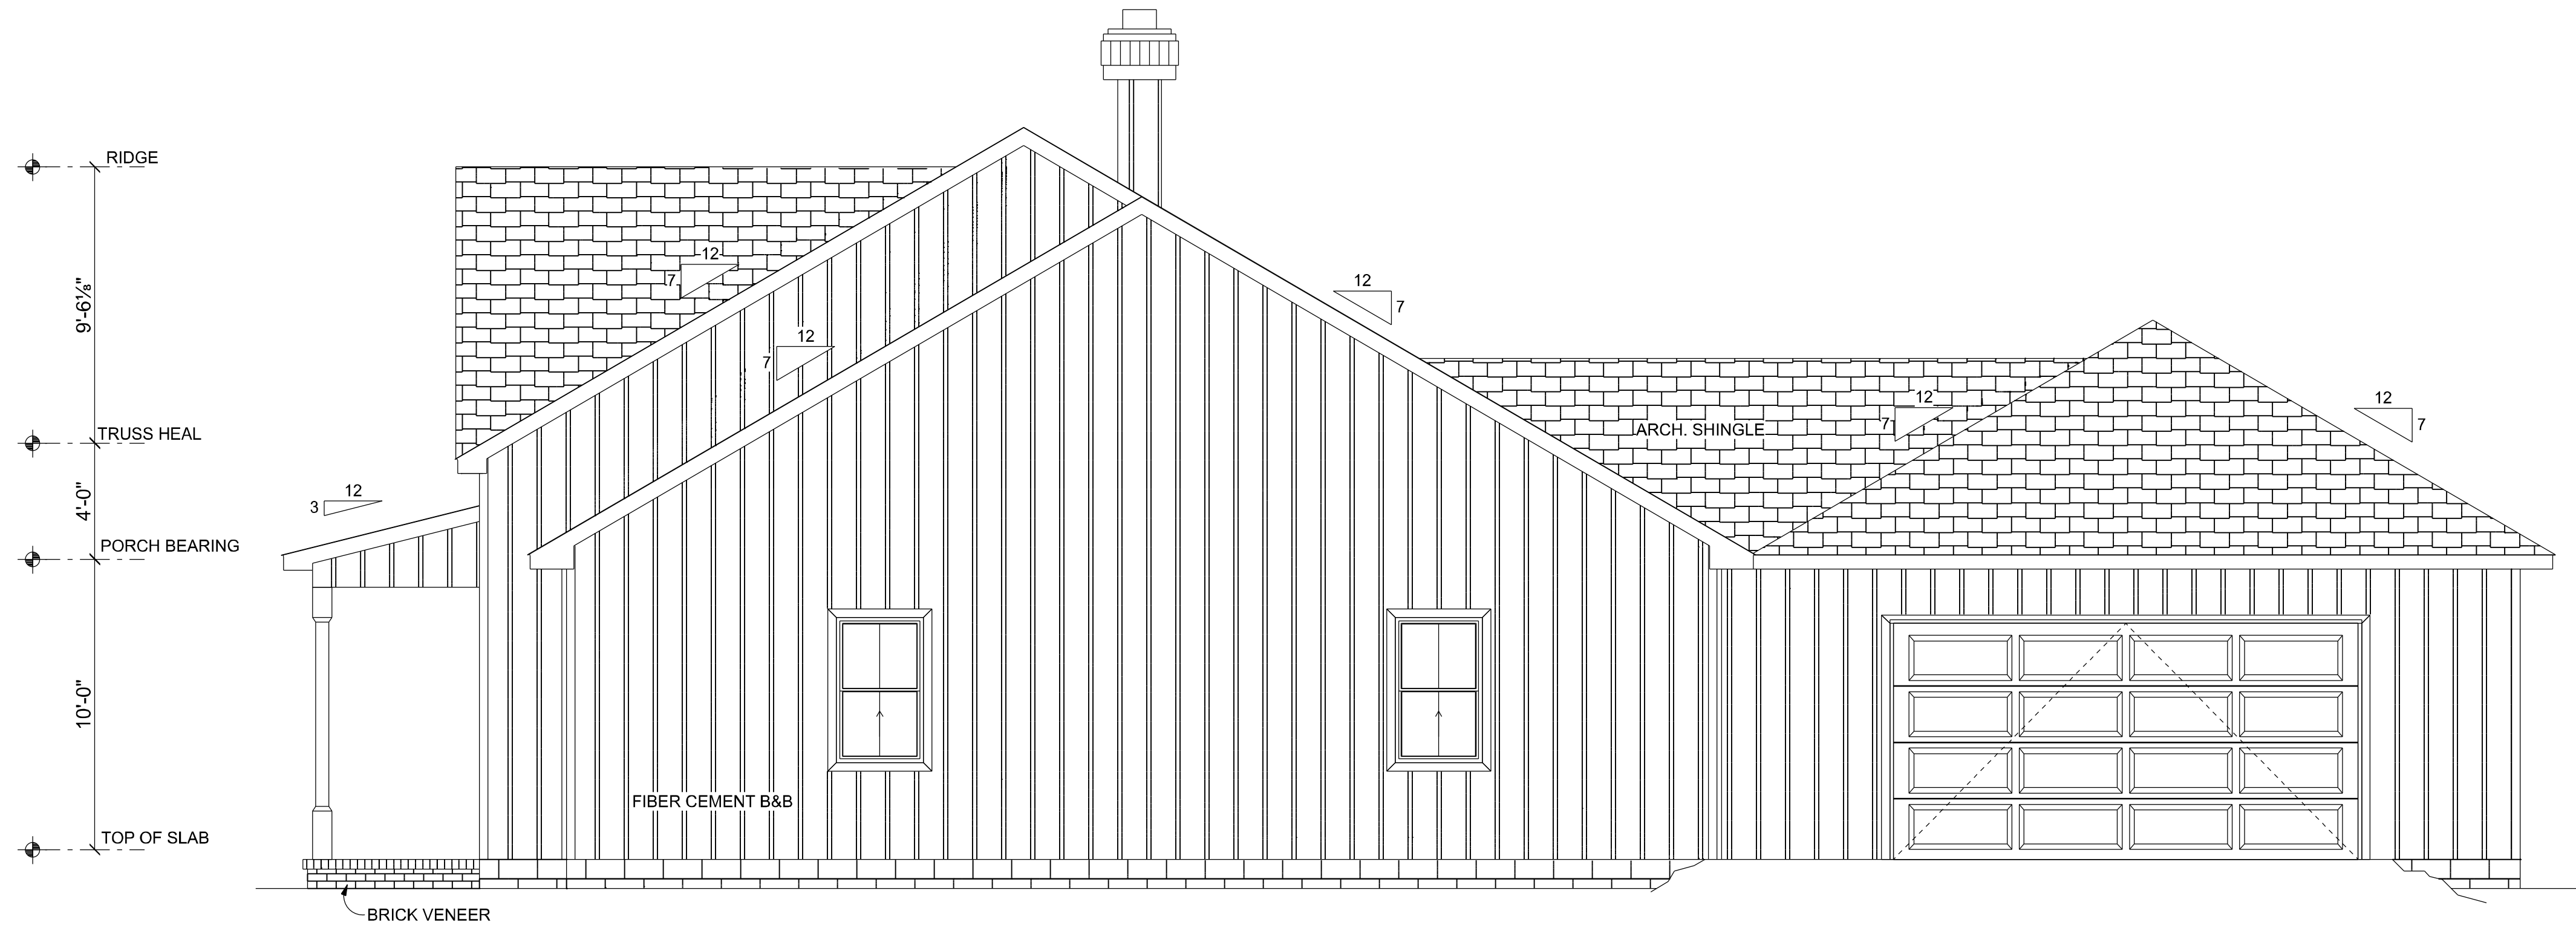 RIDGE
12
7
12
7
12
7
9'-6⅛"
12
7
12
7
ARCH. SHINGLE
TRUSS HEAL
12
3
4'-0"
PORCH BEARING
10'-0"
FIBER CEMENT B&B
TOP OF SLAB
BRICK VENEER